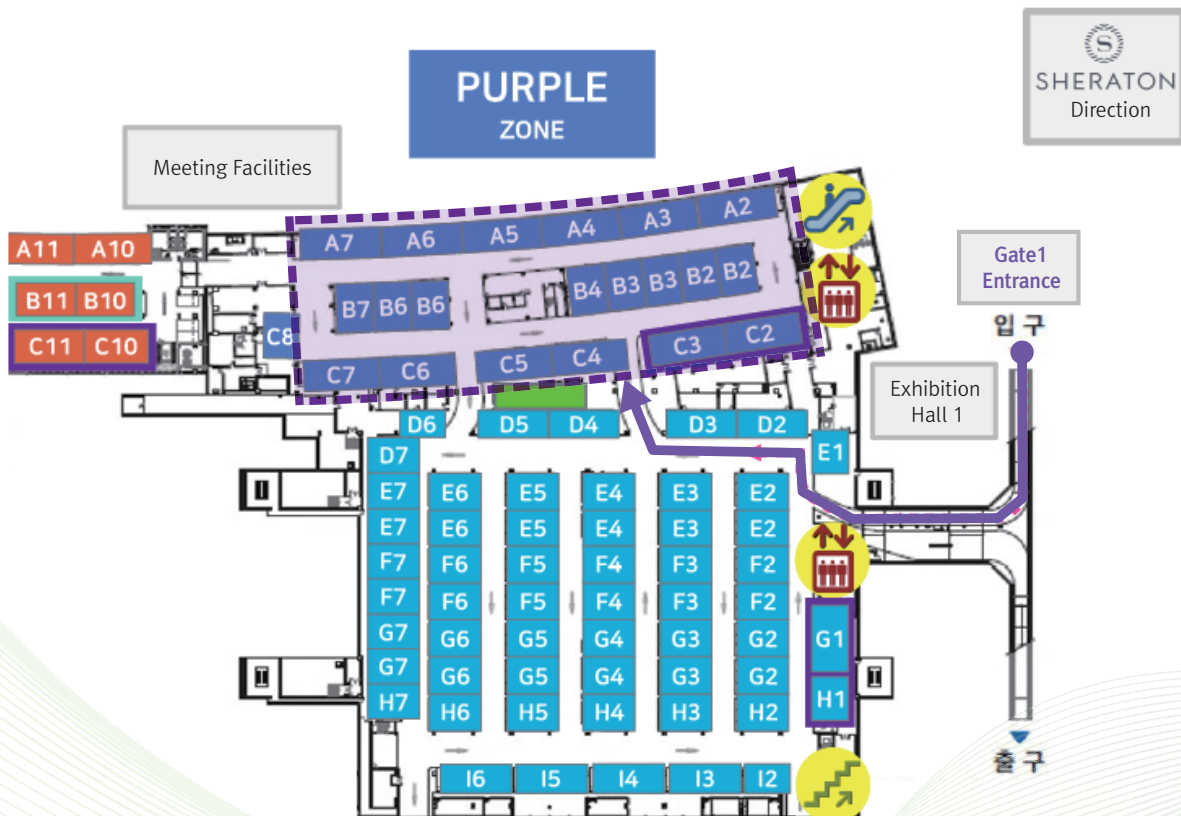 S
SHERATON
Direction
PURPLE
ZONE
Meeting Facilities
A7 A6 A5 A4 A3 A2
A11 A10
B11 B10
C11 C10
B7 B6 B6
B4 B3 B3 B2 B2
C8
C7 C6
C5 C4
C3 C2
Gate1
Entrance
입구
Exhibition
Hall 1
D6 D5 D4 D3 D2
D7
E1
E7 E6 E5 E4 E3 E2
E7 E6 E5 E4 E3 E2
F7 F6 F5 F4 F3 F2
F7 F6 F5 F4 F3 F2
G7 G6 G5 G4 G3 G2 G1
G7 G6 G5 G4 G3 G2
H7 H6 H5 H4 H3 H2 H1
I6 I5 I4 I3 I2
출구